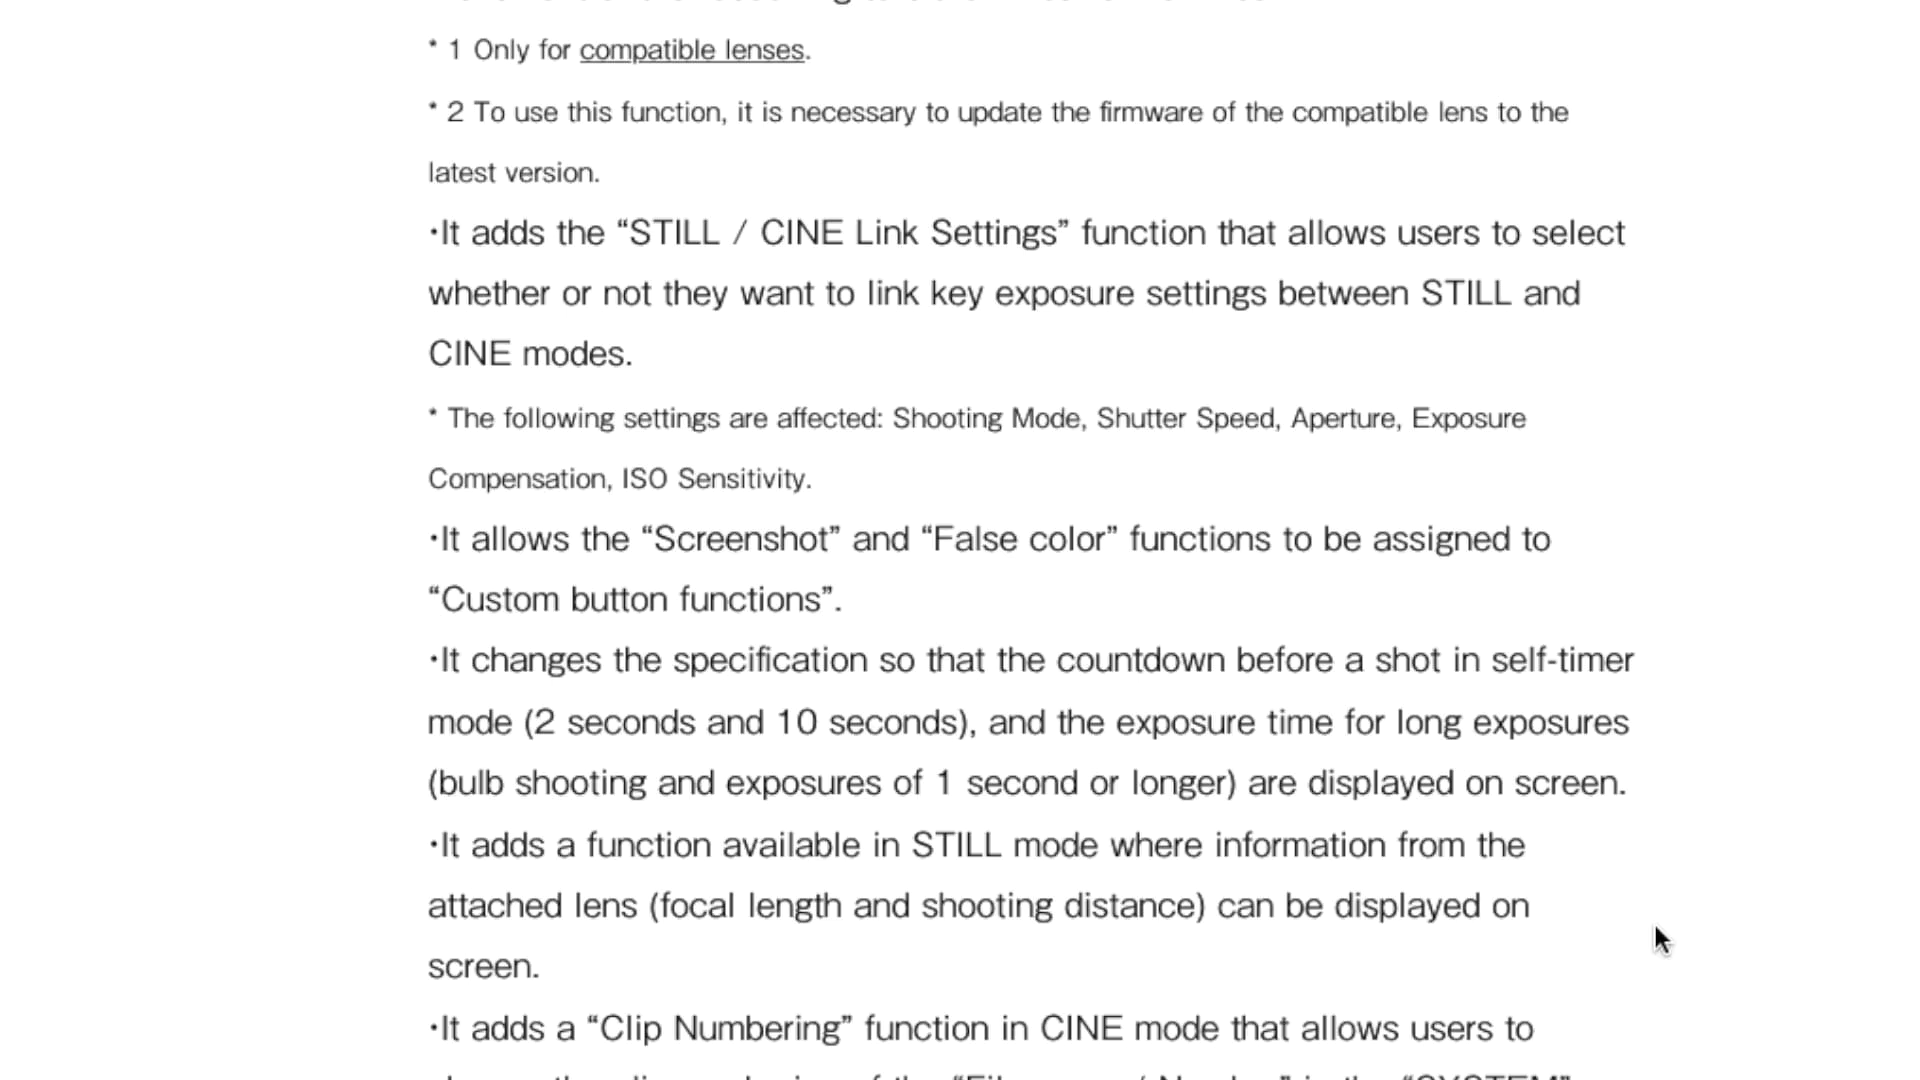 * 1 Only for compatible lenses.
* 2 To use this function, it is necessary to update the firmware of the compatible lens to the
latest version.
・It adds the “STILL / CINE Link Settings” function that allows users to select
whether or not they want to link key exposure settings between STILL and
CINE modes.
* The following settings are affected: Shooting Mode, Shutter Speed, Aperture, Exposure
Compensation, ISO Sensitivity.
・It allows the “Screenshot” and “False color” functions to be assigned to
“Custom button functions”.
・It changes the specification so that the countdown before a shot in self-timer
mode (2 seconds and 10 seconds), and the exposure time for long exposures
(bulb shooting and exposures of 1 second or longer) are displayed on screen.
・It adds a function available in STILL mode where information from the
attached lens (focal length and shooting distance) can be displayed on
screen.
・It adds a “Clip Numbering” function in CINE mode that allows users to